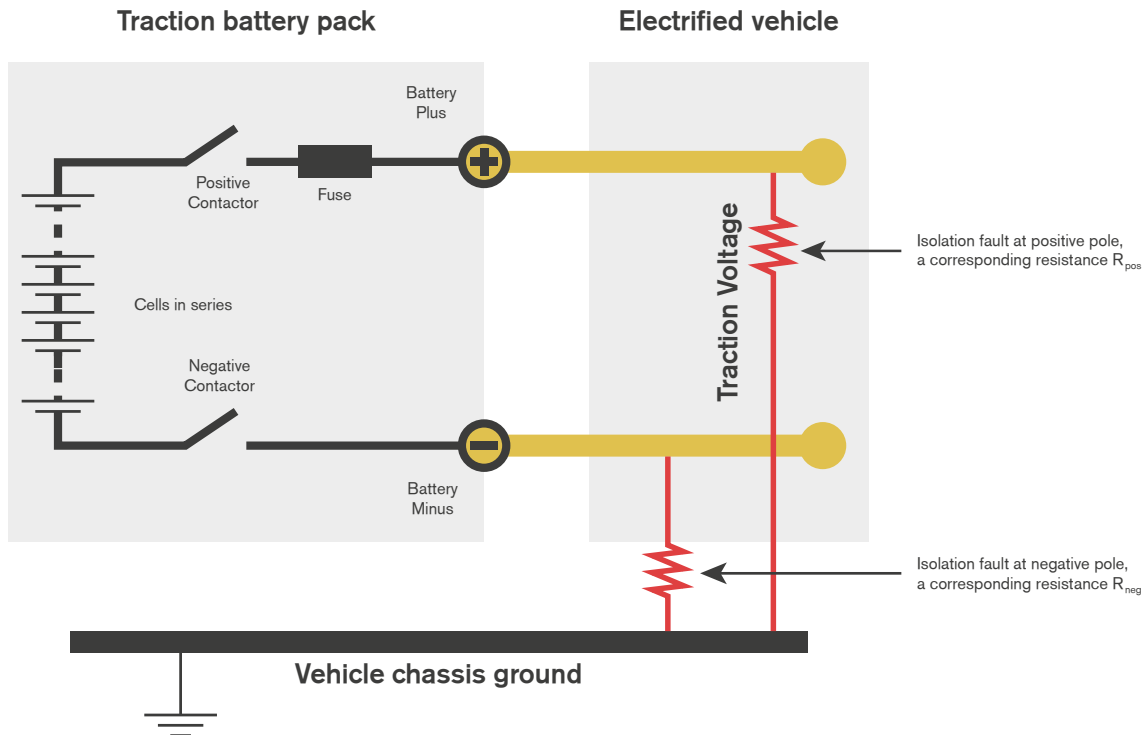 Traction battery pack
Electrified vehicle
Battery
Plus
Positive
Contactor
Fuse
Traction Voltage
Isolation fault at positive pole,
a corresponding resistance Rpos
Cells in series
Negative
Contactor
Battery
Minus
Isolation fault at negative pole,
a corresponding resistance Rneg
Vehicle chassis ground